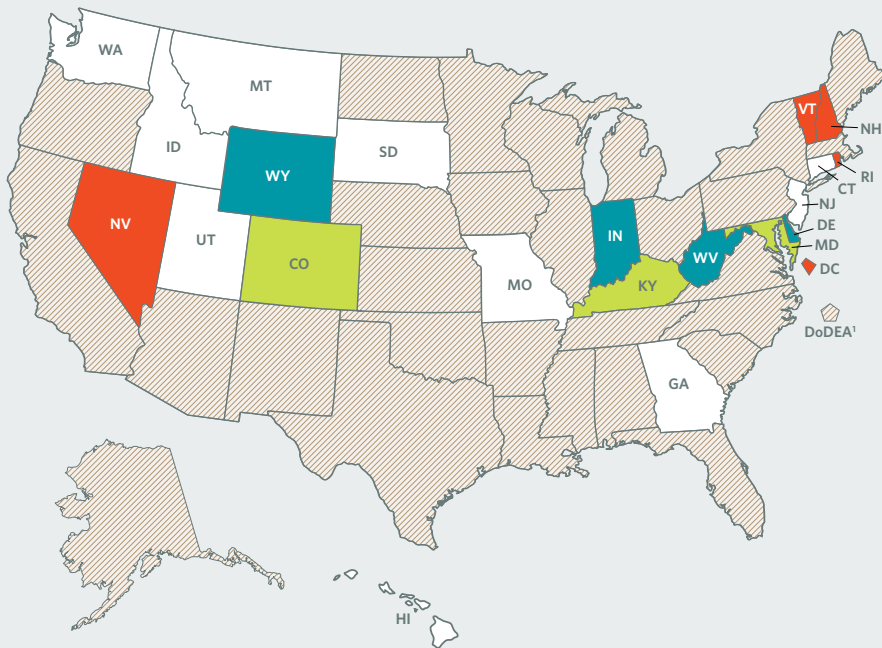 WA
MT
VT
NH
ID
SD
WY
RI
CT
NV
NJ
UT
DE
IN
MD
CO
WV
DC
MO
KY
DoDEA¹
GA
HI